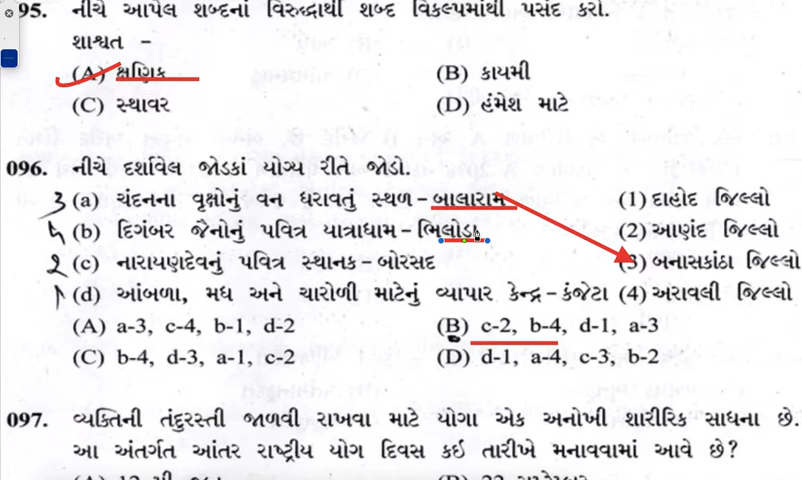 95. નીચે આપેલ શબ્દનાં વિરુદ્ધાર્થી શબ્દ વિકલ્પમાંથી પસંદ કરો.
શાશ્વત –
(A) ક્ષણિક (B) કાયમી
(C) સ્થાવર (D) હંમેશ માટે
096. નીચે દર્શાવેલ જોડકાં યોગ્ય રીતે જોડો.
3 (a) ચંદનના વૃક્ષોનું વન ધરાવતું સ્થળ – બાલારામ (1) દાહોદ જિલ્લો
4 (b) દિગંબર જૈનોનું પવિત્ર યાત્રાધામ – ભિલોડા (2) આણંદ જિલ્લો
2 (c) નારાયણદેવનું પવિત્ર સ્થાનક – બોરસદ (3) બનાસકાંઠા જિલ્લો
1 (d) આંબળા, મધ અને ચારોળી માટેનું વ્યાપાર કેન્દ્ર – કંજેટા (4) અરાવલી જિલ્લો
(A) a-3, c-4, b-1, d-2 (B) c-2, b-4, d-1, a-3
(C) b-4, d-3, a-1, c-2 (D) d-1, a-4, c-3, b-2
097. વ્યક્તિની તંદુરસ્તી જાળવી રાખવા માટે યોગા એક અનોખી શારીરિક સાધના છે.
આ અંતર્ગત આંતર રાષ્ટ્રીય યોગ દિવસ કઈ તારીખે મનાવવામાં આવે છે?